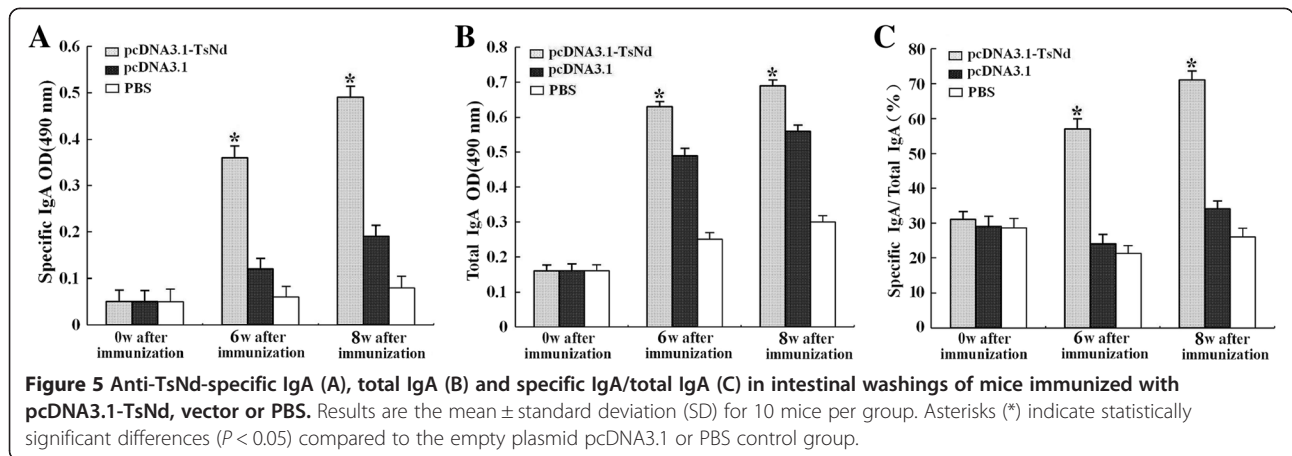 A
0.6
pcDNA3.1-TsNd
pcDNA3.1
PBS
0.5
0.4
0.3
0.2
0.1
0
Specific IgA OD(490 nm)
*
*
0w after immunization
6w after immunization
8w after immunization
B
0.8
pcDNA3.1-TsNd
pcDNA3.1
PBS
0.7
0.6
0.5
0.4
0.3
0.2
0.1
0
Total IgA OD(490 nm)
*
*
0w after immunization
6w after immunization
8w after immunization
C
80
pcDNA3.1-TsNd
pcDNA3.1
PBS
70
60
50
40
30
20
10
0
Specific IgA/Total IgA(%)
*
*
0w after immunization
6w after immunization
8w after immunization
Figure 5 Anti-TsNd-specific IgA (A), total IgA (B) and specific IgA/total IgA (C) in intestinal washings of mice immunized with
pcDNA3.1-TsNd, vector or PBS. Results are the mean ± standard deviation (SD) for 10 mice per group. Asterisks (*) indicate statistically
significant differences (P < 0.05) compared to the empty plasmid pcDNA3.1 or PBS control group.